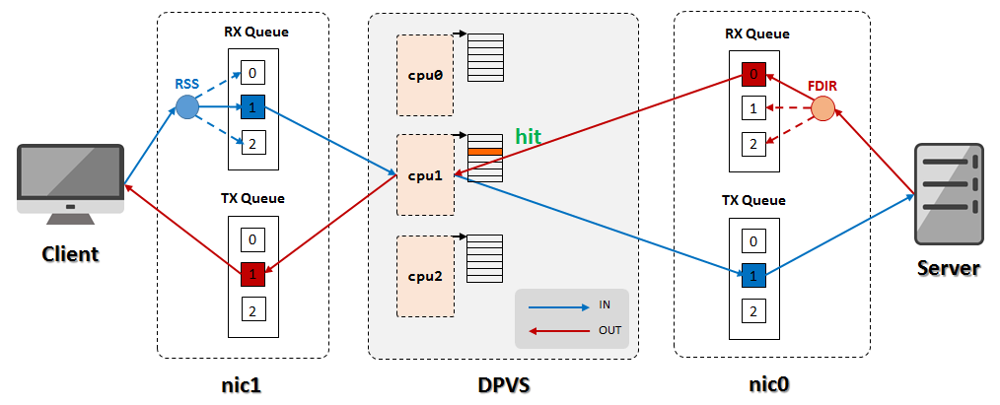 RX Queue
RSS
0
1
2
TX Queue
0
1
2
Client
nic1
cpu0
cpu1
cpu2
hit
IN
OUT
DPVS
RX Queue
FDIR
0
1
2
TX Queue
0
1
2
Server
nic0